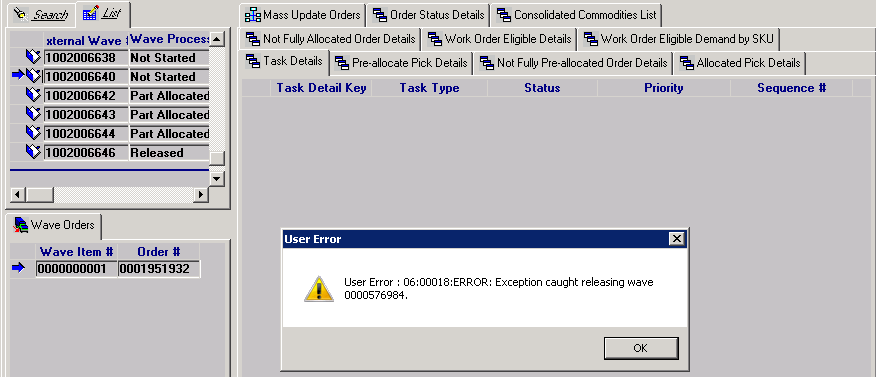 Search List
xternal Wave Wave Process
1002006638 Not Started
1002006640 Not Started
1002006642 Part Allocated
1002006643 Part Allocated
1002006644 Part Allocated
1002006646 Released
Wave Orders
Wave Item # Order #
0000000001 0001951932
Mass Update Orders Order Status Details Consolidated Commodities List
Not Fully Allocated Order Details Work Order Eligible Details Work Order Eligible Demand by SKU
Task Details Pre-allocate Pick Details Not Fully Pre-allocated Order Details Allocated Pick Details
Task Detail Key Task Type Status Priority Sequence #
User Error
User Error : 06:00018:ERROR: Exception caught releasing wave
0000576984.
OK